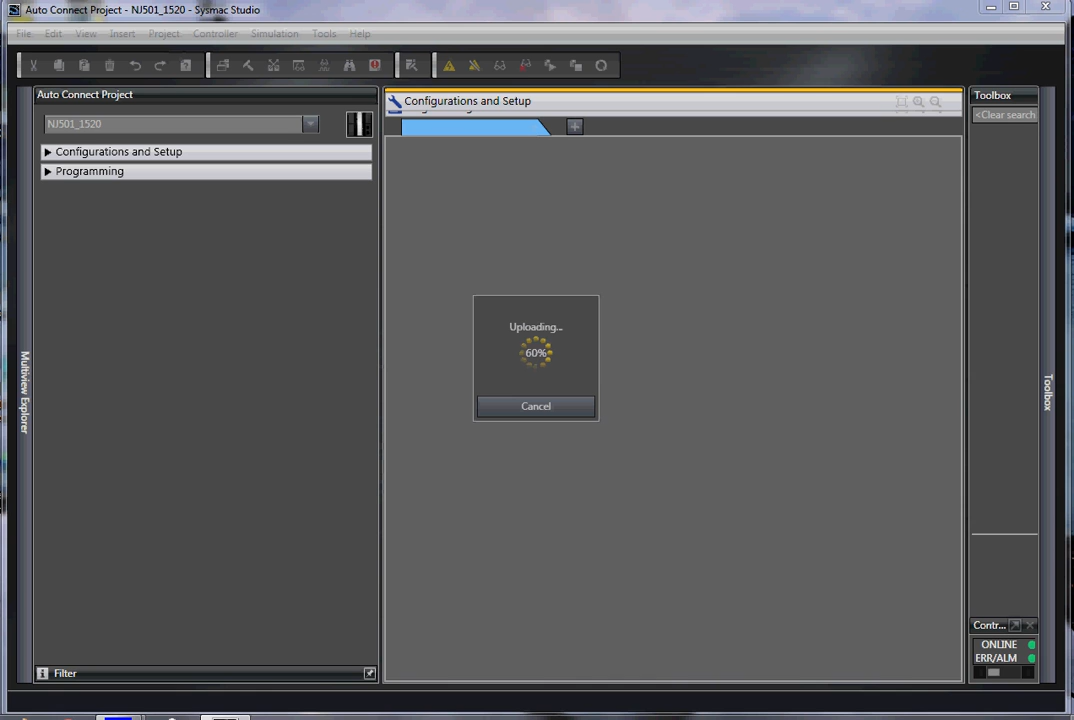 Auto Connect Project - NJ501_1520 - Sysmac Studio
File Edit View Insert Project Controller Simulation Tools Help
Auto Connect Project
NJ501_1520
Configurations and Setup
Programming
Multiview Explorer
Filter
Configurations and Setup
Uploading...
60%
Cancel
Toolbox
<Clear search
Toolbox
Contr...
ONLINE
ERR/ALM